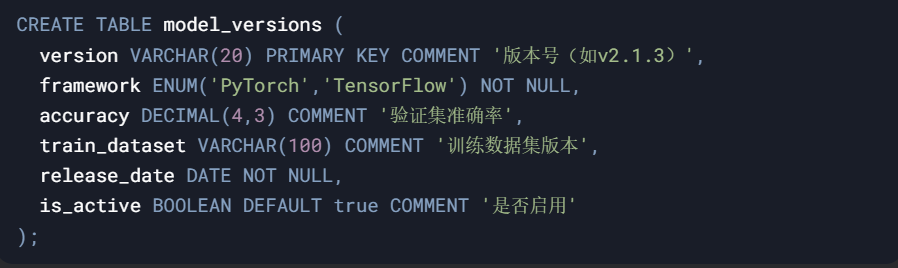 CREATE TABLE model_versions (
  version VARCHAR(20) PRIMARY KEY COMMENT '版本号（如v2.1.3）',
  framework ENUM('PyTorch','TensorFlow') NOT NULL,
  accuracy DECIMAL(4,3) COMMENT '验证集准确率',
  train_dataset VARCHAR(100) COMMENT '训练数据集版本',
  release_date DATE NOT NULL,
  is_active BOOLEAN DEFAULT true COMMENT '是否启用'
);